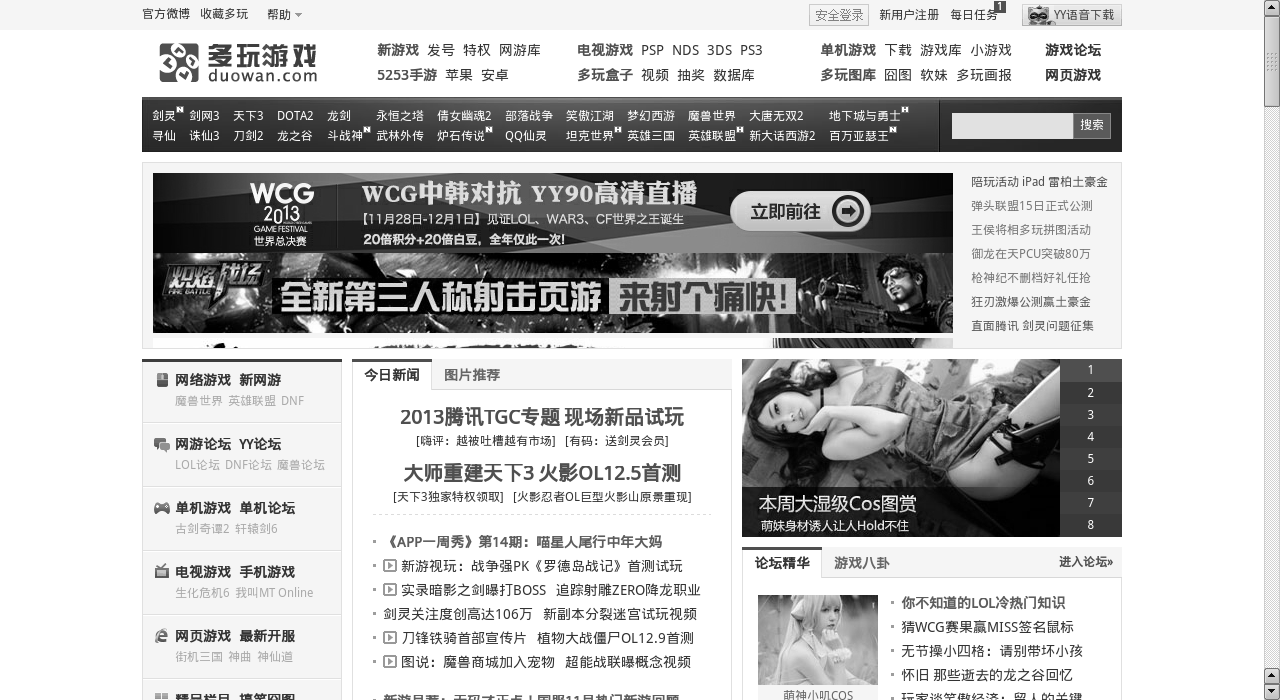 官方微博 收藏多玩 帮助 安全登录 新用户注册 每日任务 1 YY语音下载
多玩游戏
duowan.com
新游戏 发号 特权 网游库 电视游戏 PSP NDS 3DS PS3 单机游戏 下载 游戏库 小游戏 游戏论坛
5253手游 苹果 安卓 多玩盒子 视频 抽奖 数据库 多玩图库 囧图 软妹 多玩画报 网页游戏
剑灵 N 剑网3 天下3 DOTA2 龙剑 永恒之塔 倩女幽魂2 部落战争 笑傲江湖 梦幻西游 魔兽世界 大唐无双2 地下城与勇士 H
寻仙 诛仙3 刀剑2 龙之谷 斗战神 N 武林外传 炉石传说 N QQ仙灵 坦克世界 H 英雄三国 英雄联盟 H 新大话西游2 百万亚瑟王 N
搜索
WCG
2013
GAME FESTIVAL
世界总决赛
WCG中韩对抗 YY90高清直播
【11月28日-12月1日】见证LOL、WAR3、CF世界之王诞生
20倍积分+20倍白豆，全年仅此一次!
立即前往
炽焰战场
FIRE BATTLE
全新第三人称射击页游 来射个痛快!
陪玩活动 iPad 雷柏土豪金
弹头联盟15日正式公测
王侯将相多玩拼图活动
御龙在天PCU突破80万
枪神纪不删档好礼任抢
狂刃激爆公测赢土豪金
直面腾讯 剑灵问题征集
网络游戏 新网游
魔兽世界 英雄联盟 DNF
网游论坛 YY论坛
LOL论坛 DNF论坛 魔兽论坛
单机游戏 单机论坛
古剑奇谭2 轩辕剑6
电视游戏 手机游戏
生化危机6 我叫MT Online
网页游戏 最新开服
街机三国 神曲 神仙道
精品栏目 搞笑囧图
今日新闻 图片推荐
2013腾讯TGC专题 现场新品试玩
[嗨评：越被吐槽越有市场] [有码：送剑灵会员]
大师重建天下3 火影OL12.5首测
[天下3独家特权领取] [火影忍者OL巨型火影山原景重现]
《APP一周秀》第14期：喵星人尾行中年大妈
新游视玩：战争强PK《罗德岛战记》首测试玩
实录暗影之剑曝打BOSS 追踪射雕ZERO降龙职业
剑灵关注度创高达106万 新副本分裂迷宫试玩视频
刀锋铁骑首部宣传片 植物大战僵尸OL12.9首测
图说：魔兽商城加入宠物 超能战联曝概念视频
本周大湿级Cos图赏
萌妹身材诱人让人Hold不住
1
2
3
4
5
6
7
8
论坛精华 游戏八卦 进入论坛»
萌神小叽COS
你不知道的LOL冷热门知识
猜WCG赛果赢MISS签名鼠标
无节操小四格：请别带坏小孩
怀旧 那些逝去的龙之谷回忆
玩家谈笑傲经济：留人的关键